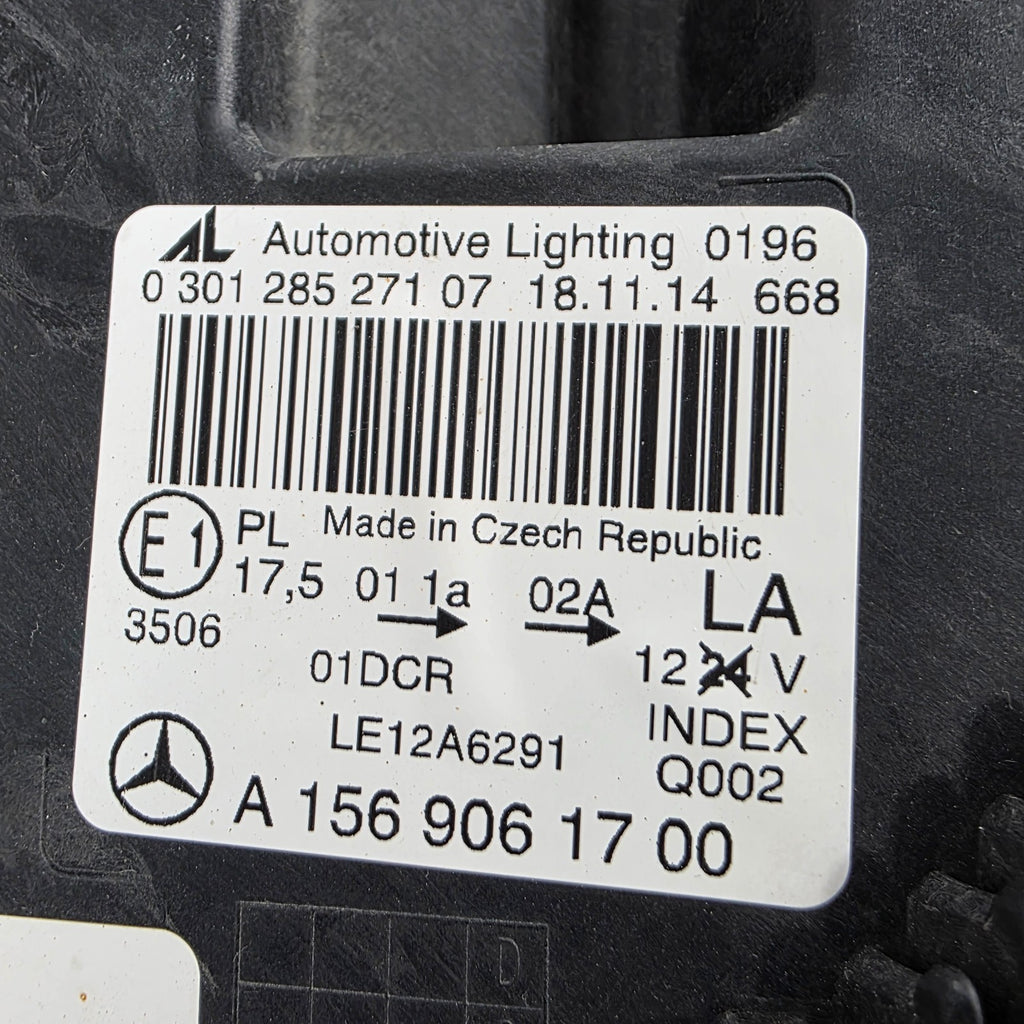 AL Automotive Lighting 0196
0 301 285 271 07 18.11.14 668
E1 PL Made in Czech Republic
17,5 01 1a 02A LA
3506
01DCR 12 24 V
LE12A6291 INDEX
Q002
A 156 906 17 00
D